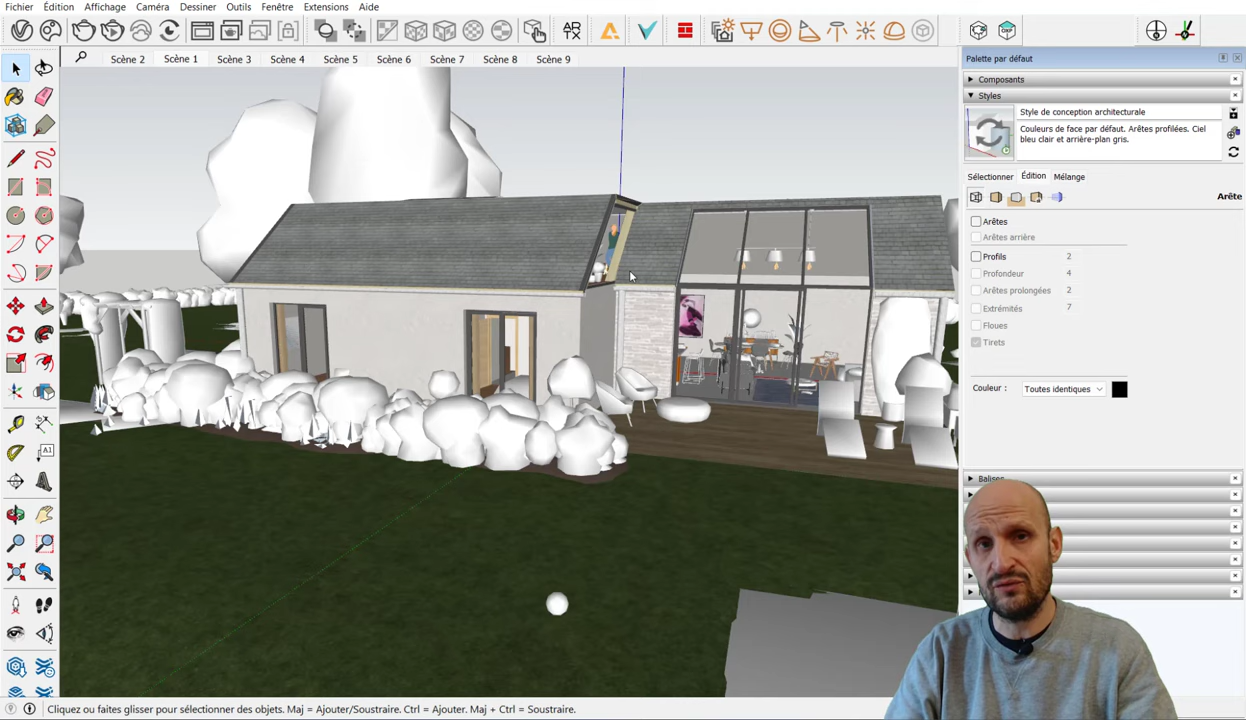 Fichier Édition Affichage Caméra Dessiner Outils Fenêtre Extensions Aide
AR
Scène 2 Scène 1 Scène 3 Scène 4 Scène 5 Scène 6 Scène 7 Scène 8 Scène 9
Palette par défaut
Composants
Styles
Style de conception architecturale
Couleurs de face par défaut. Arêtes profilées. Ciel
bleu clair et arrière-plan gris.
Sélectionner Édition Mélange
Arête
Arêtes
Arêtes arrière
Profils 2
Profondeur 4
Arêtes prolongées 2
Extrémités 7
Floues
Tirets
Couleur : Toutes identiques
Balises
Cliquez ou faites glisser pour sélectionner des objets. Maj = Ajouter/Soustraire. Ctrl = Ajouter. Maj + Ctrl = Soustraire.